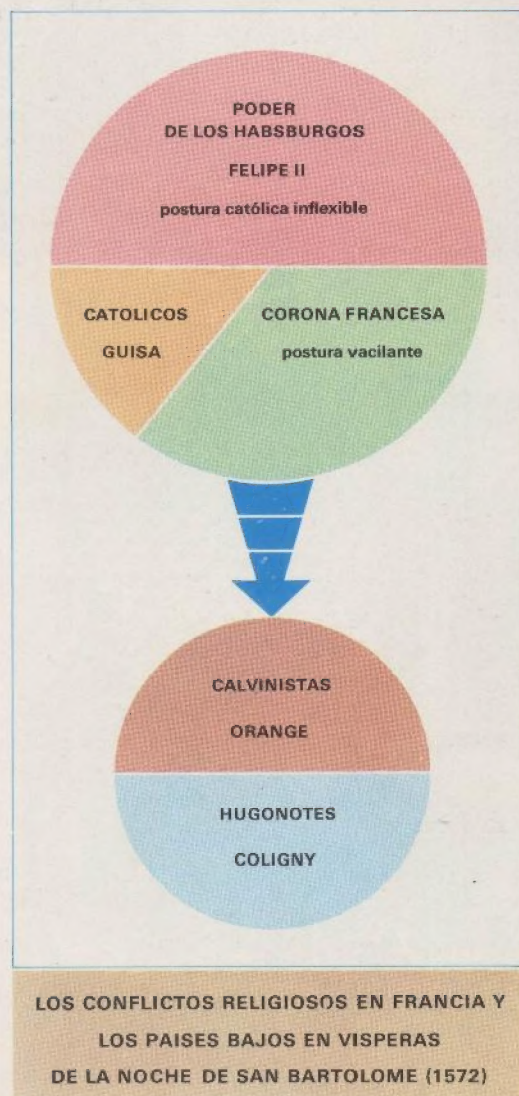 PODER
DE LOS HABSBURGOS
FELIPE II
postura católica inflexible
CATOLICOS
GUISA
CORONA FRANCESA
postura vacilante
CALVINISTAS
ORANGE
HUGONOTES
COLIGNY
LOS CONFLICTOS RELIGIOSOS EN FRANCIA Y
LOS PAISES BAJOS EN VISPERAS
DE LA NOCHE DE SAN BARTOLOME (1572)